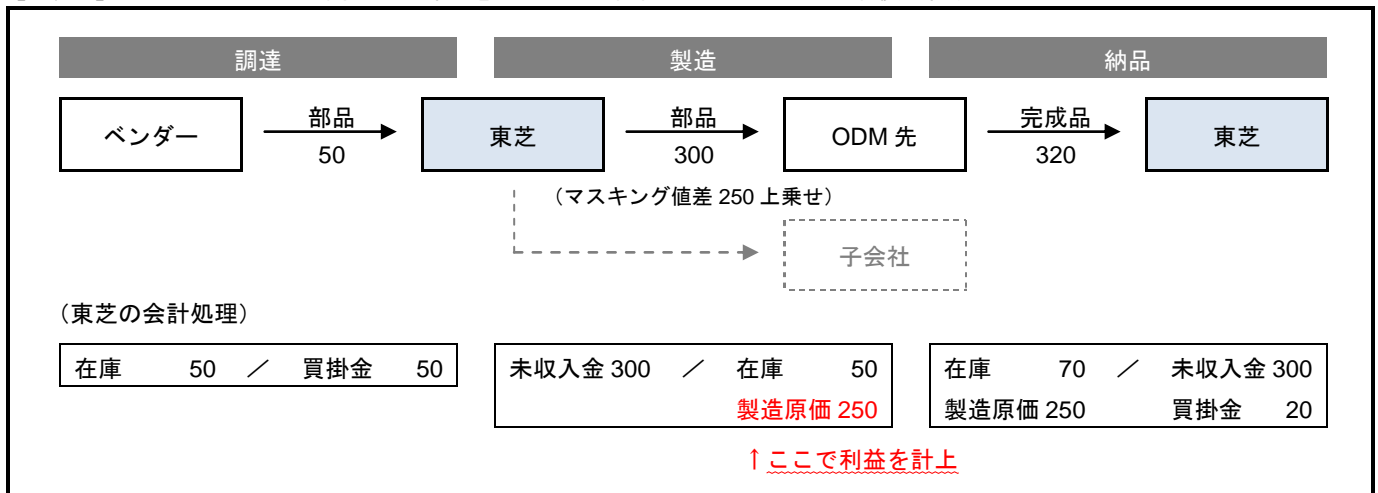 調達 製造 納品
ベンダー 部品 50 東芝 部品 300 ODM 先 完成品 320 東芝
（マスキング値差 250 上乗せ）
子会社
（東芝の会計処理）
在庫 50 ／ 買掛金 50
未収入金 300 ／ 在庫 50
製造原価 250
在庫 70 ／ 未収入金 300
製造原価 250 買掛金 20
↑ここで利益を計上